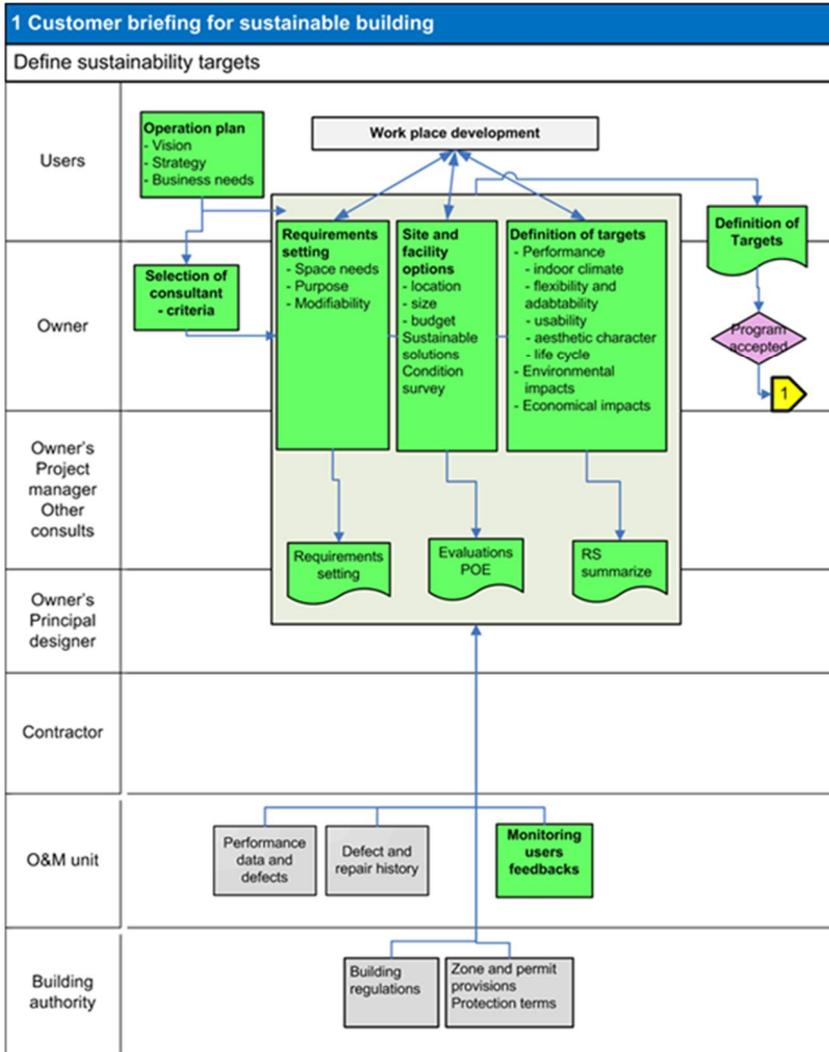 1 Customer briefing for sustainable building
Define sustainability targets
Users
Operation plan
- Vision
- Strategy
- Business needs
Work place development
Definition of
Targets
Owner
Selection of
consultant
- criteria
Requirements
setting
- Space needs
- Purpose
- Modifiability
Site and
facility
options
- location
- size
- budget
Sustainable
solutions
Condition
survey
Definition of targets
- Performance
- indoor climate
- flexibility and
adabtability
- usability
- aesthetic character
- life cycle
- Environmental
impacts
- Economical impacts
Program
accepted
1
Owner's
Project
manager
Other
consults
Requirements
setting
Evaluations
POE
RS
summarize
Owner's
Principal
designer
Contractor
O&M unit
Performance
data and
defects
Defect and
repair history
Monitoring
users
feedbacks
Building
authority
Building
regulations
Zone and permit
provisions
Protection terms